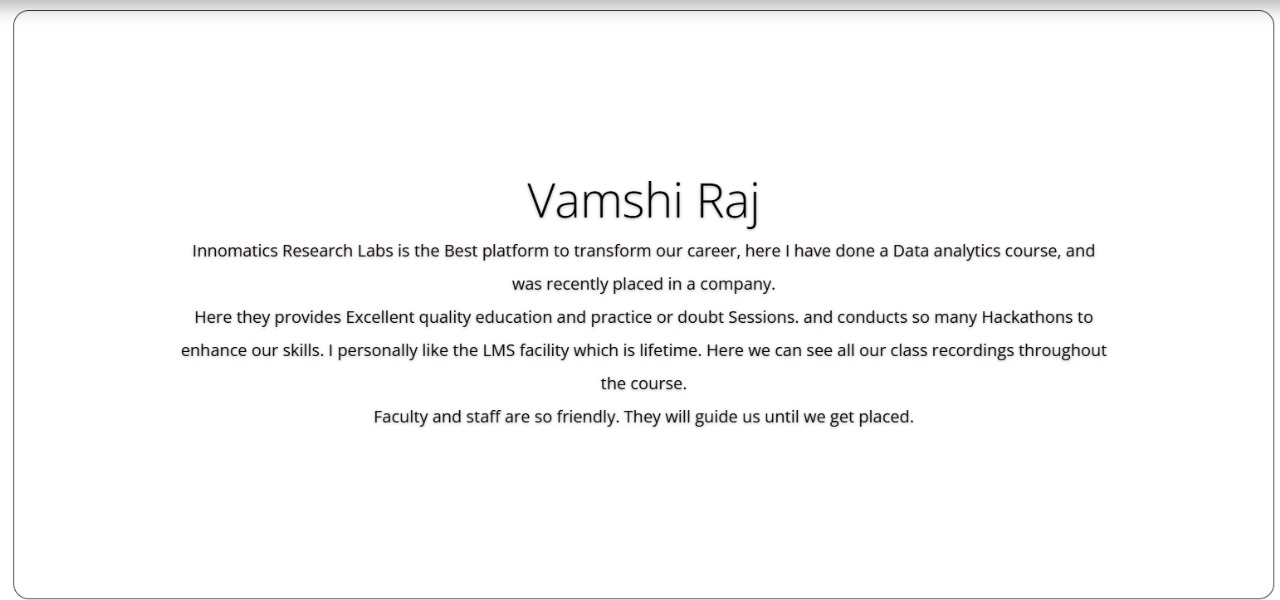 Vamshi Raj
Innomatics Research Labs is the Best platform to transform our career, here I have done a Data analytics course, and
was recently placed in a company.
Here they provides Excellent quality education and practice or doubt Sessions. and conducts so many Hackathons to
enhance our skills. I personally like the LMS facility which is lifetime. Here we can see all our class recordings throughout
the course.
Faculty and staff are so friendly. They will guide us until we get placed.